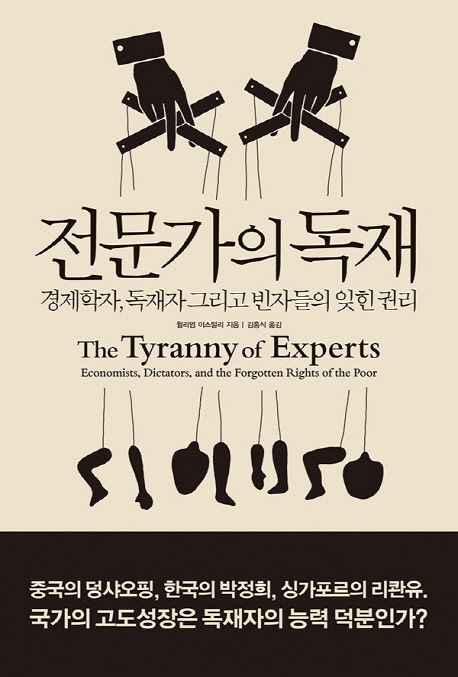 전문가의 독재
경제학자, 독재자 그리고 빈자들의 잊힌 권리
윌리엄 이스털리 지음 | 김홍식 옮김
The Tyranny of Experts
Economists, Dictators, and the Forgotten Rights of the Poor
중국의 덩샤오핑, 한국의 박정희, 싱가포르의 리콴유.
국가의 고도성장은 독재자의 능력 덕분인가?